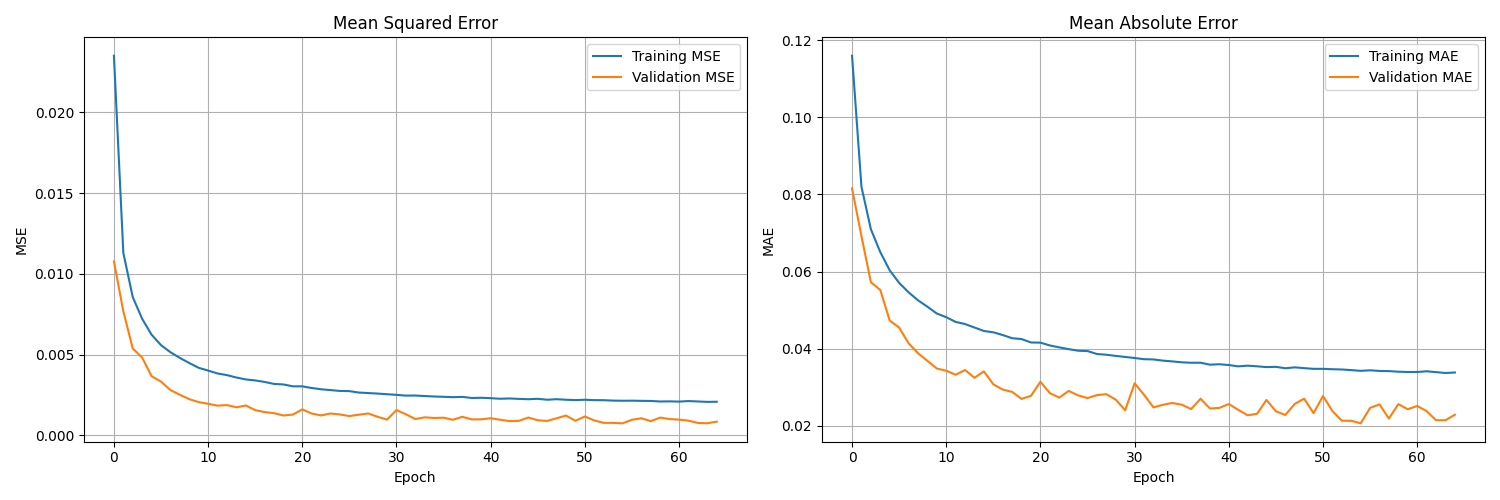 Mean Squared Error
0.020
0.015
0.010
0.005
0.000
MSE
0 10 20 30 40 50 60
Epoch
Training MSE
Validation MSE
Mean Absolute Error
0.12
0.10
0.08
0.06
0.04
0.02
MAE
0 10 20 30 40 50 60
Epoch
Training MAE
Validation MAE